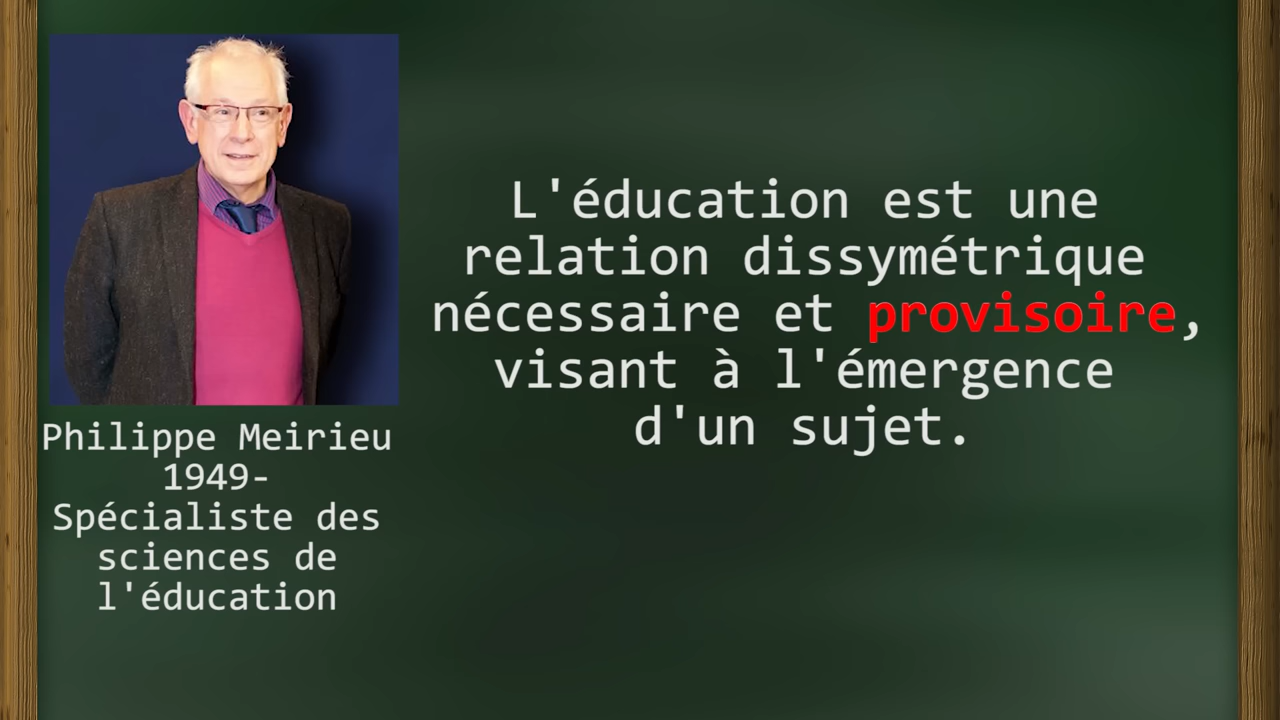 L'éducation est une
relation dissymétrique
nécessaire et provisoire,
visant à l'émergence
d'un sujet.
Philippe Meirieu
1949-
Spécialiste des
sciences de
l'éducation